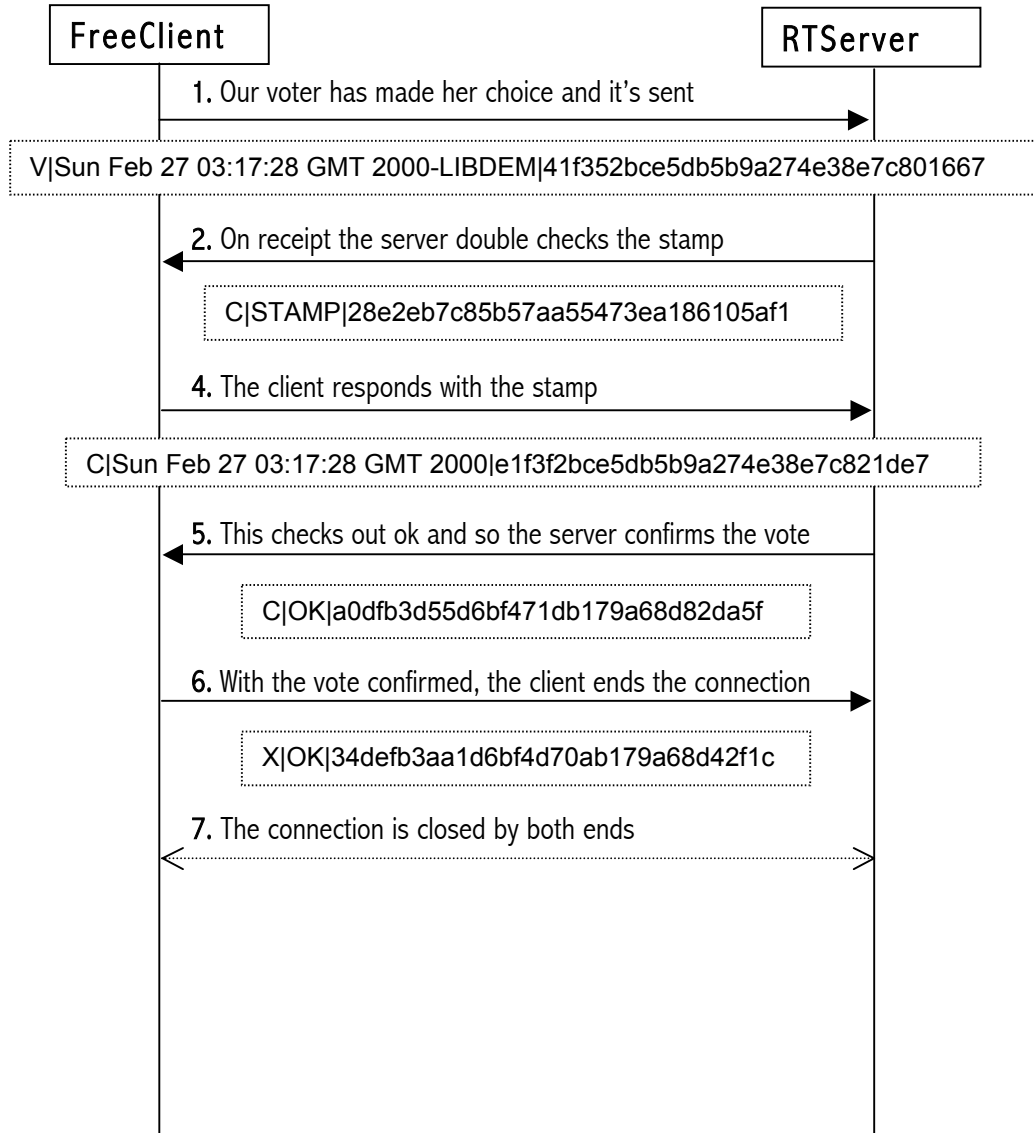 FreeClient
RTServer
1. Our voter has made her choice and it's sent
V|Sun Feb 27 03:17:28 GMT 2000-LIBDEM|41f352bce5db5b9a274e38e7c801667
2. On receipt the server double checks the stamp
C|STAMP|28e2eb7c85b57aa55473ea186105af1
4. The client responds with the stamp
C|Sun Feb 27 03:17:28 GMT 2000|e1f3f2bce5db5b9a274e38e7c821de7
5. This checks out ok and so the server confirms the vote
C|OK|a0dfb3d55d6bf471db179a68d82da5f
6. With the vote confirmed, the client ends the connection
X|OK|34defb3aa1d6bf4d70ab179a68d42f1c
7. The connection is closed by both ends